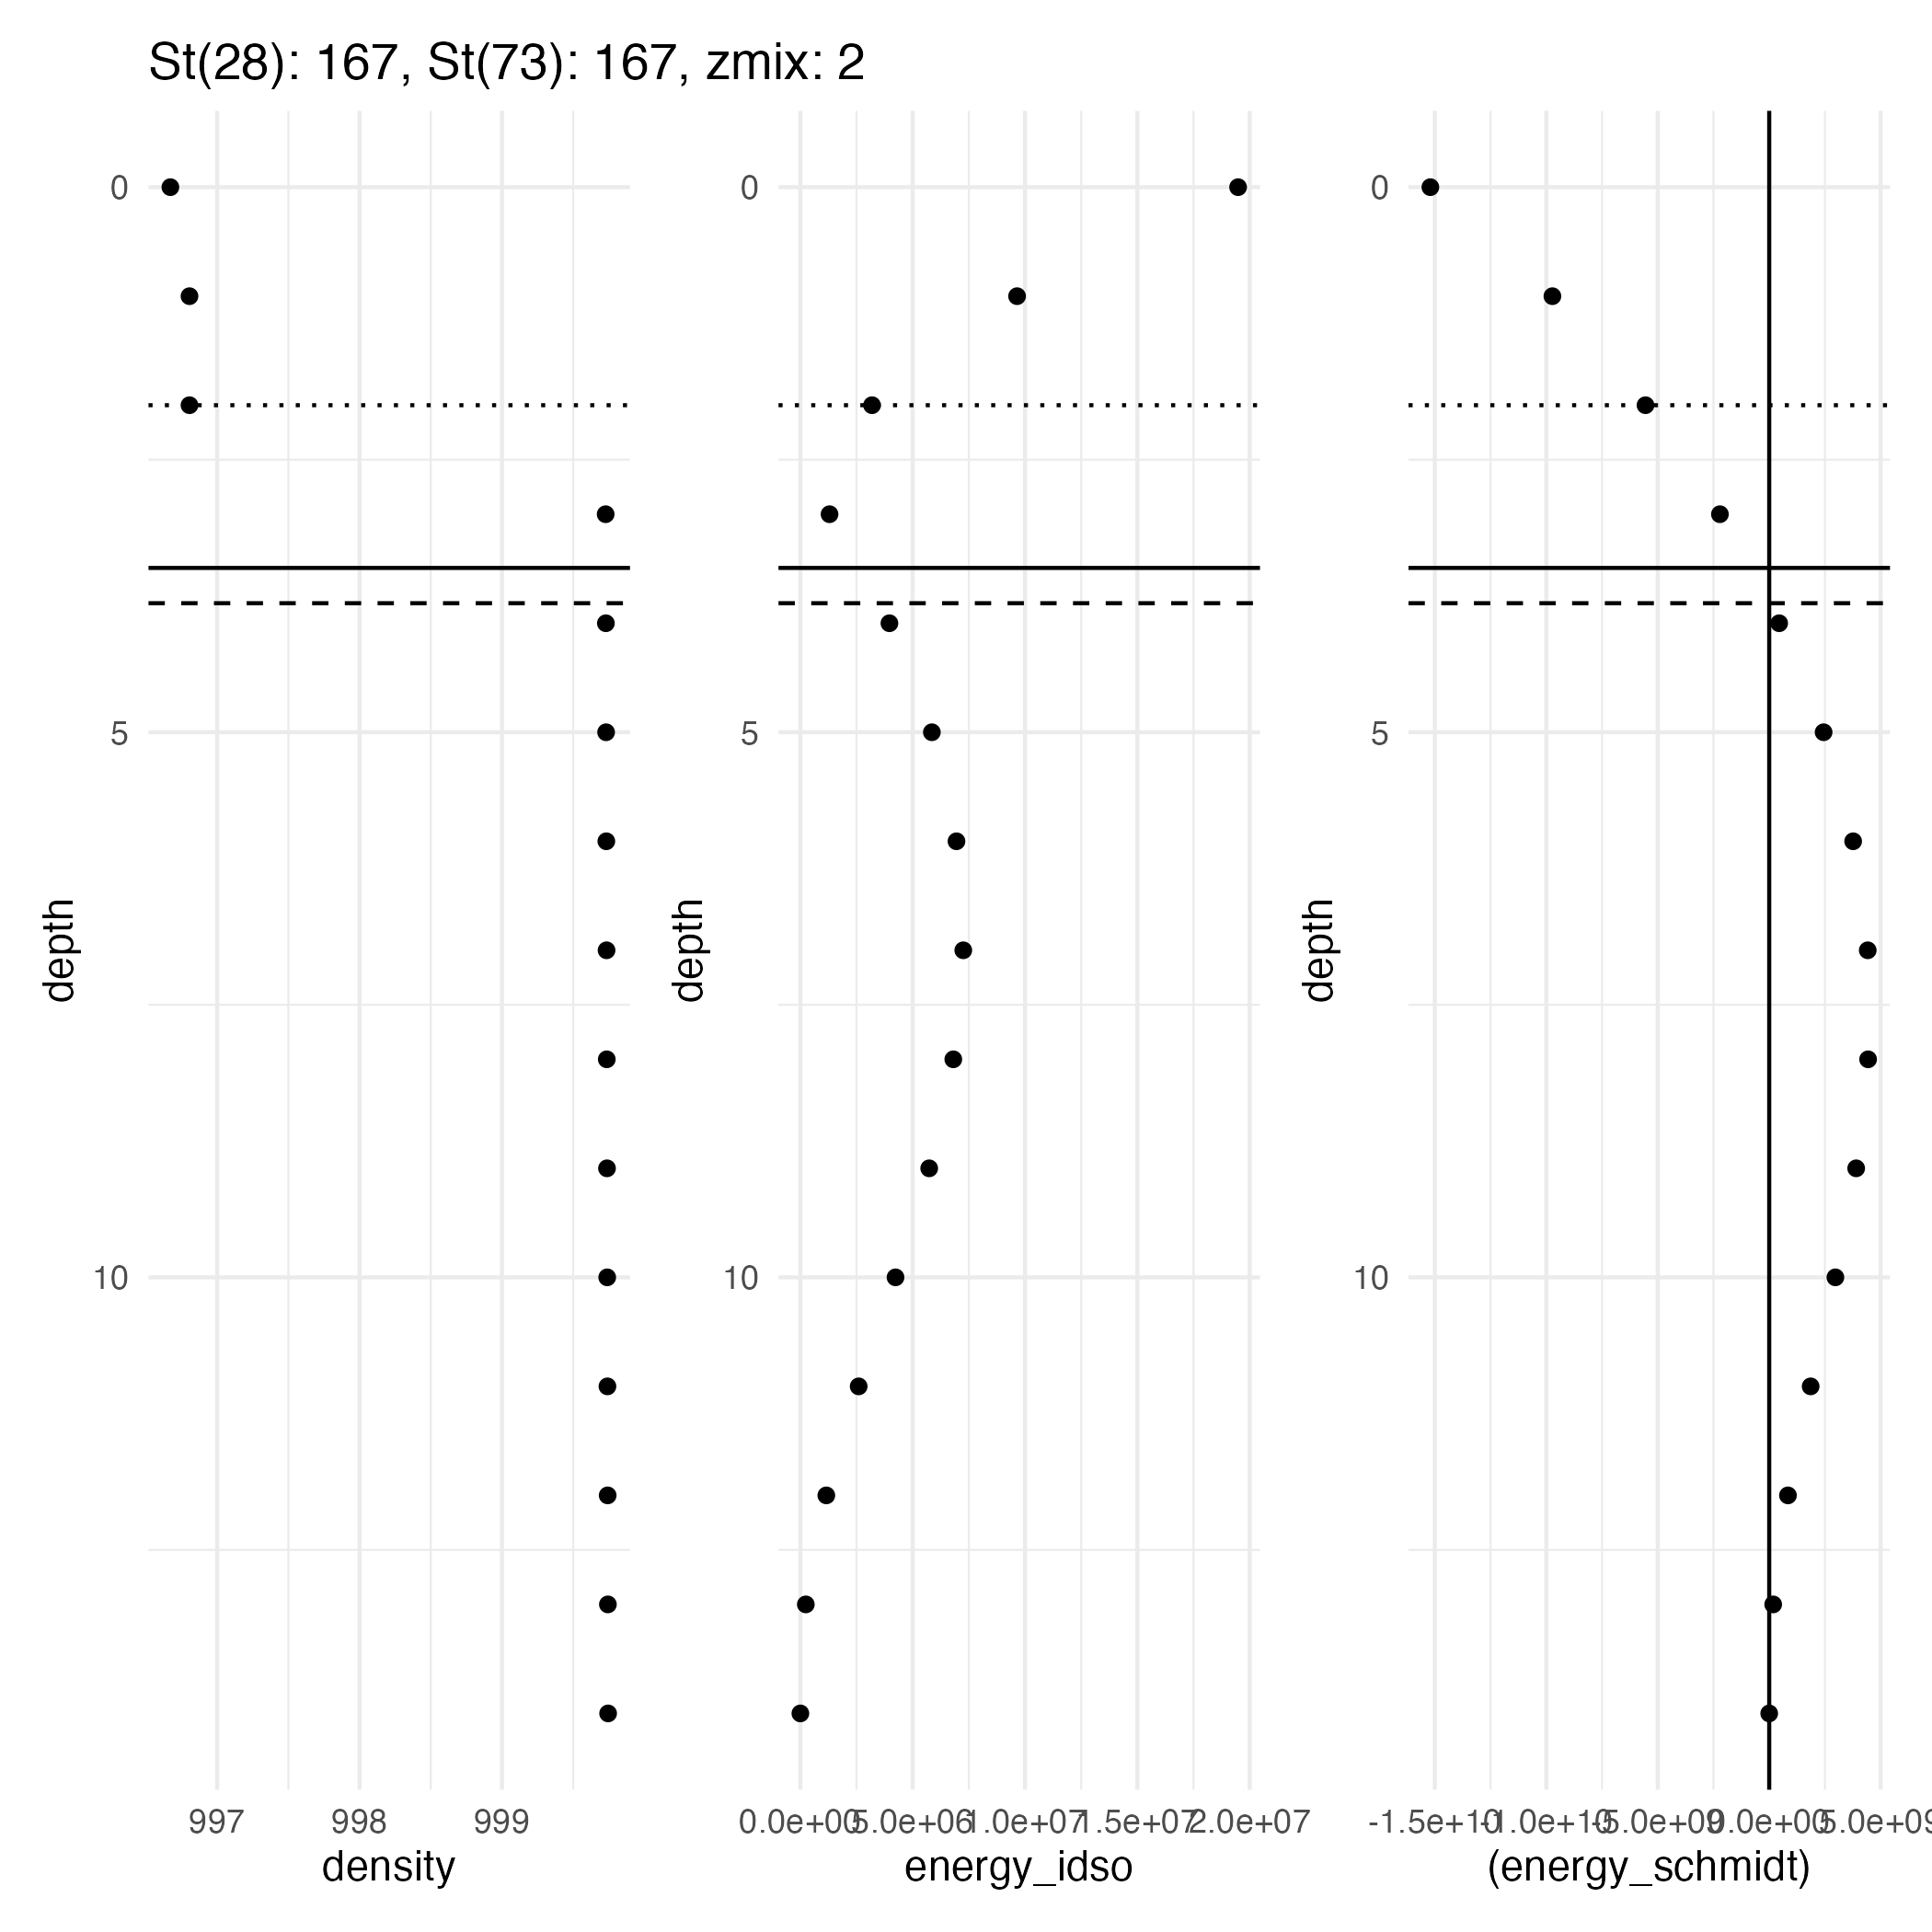 St(28): 167, St(73): 167, zmix: 2
0
5
10
depth
997
998
999
density
0
5
10
depth
0.0e+00
5.0e+06
1.0e+07
1.5e+07
2.0e+07
energy_idso
0
5
10
depth
-1.5e+10
-1.0e+10
-5.0e+09
0.0e+00
5.0e+09
(energy_schmidt)